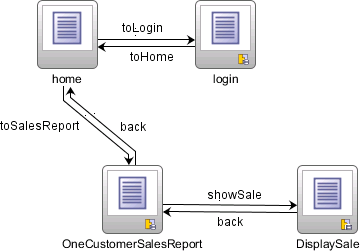 toLogin
toHome
home
login
toSalesReport
back
showSale
back
OneCustomerSalesReport
DisplaySale